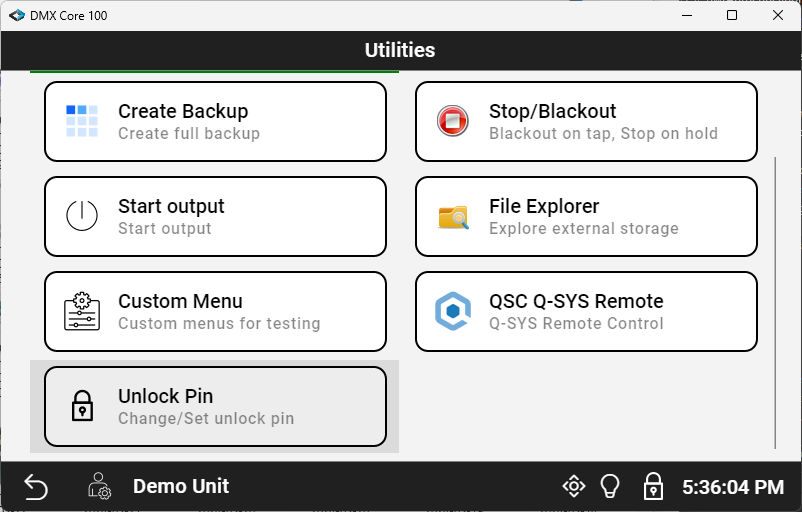 DMX Core 100
Utilities
Create Backup
Create full backup
Stop/Blackout
Blackout on tap, Stop on hold
Start output
Start output
File Explorer
Explore external storage
Custom Menu
Custom menus for testing
QSC Q-SYS Remote
Q-SYS Remote Control
Unlock Pin
Change/Set unlock pin
Demo Unit
5:36:04 PM